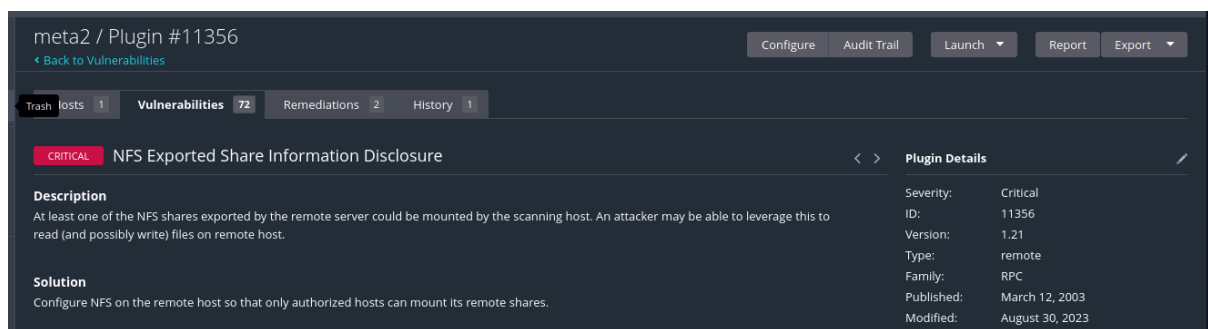 meta2 / Plugin #11356
‹ Back to Vulnerabilities
Configure Audit Trail Launch Report Export
Trash
osts 1 Vulnerabilities 72 Remediations 2 History 1
CRITICAL NFS Exported Share Information Disclosure
Description
At least one of the NFS shares exported by the remote server could be mounted by the scanning host. An attacker may be able to leverage this to
read (and possibly write) files on remote host.
Solution
Configure NFS on the remote host so that only authorized hosts can mount its remote shares.
Plugin Details
Severity: Critical
ID: 11356
Version: 1.21
Type: remote
Family: RPC
Published: March 12, 2003
Modified: August 30, 2023